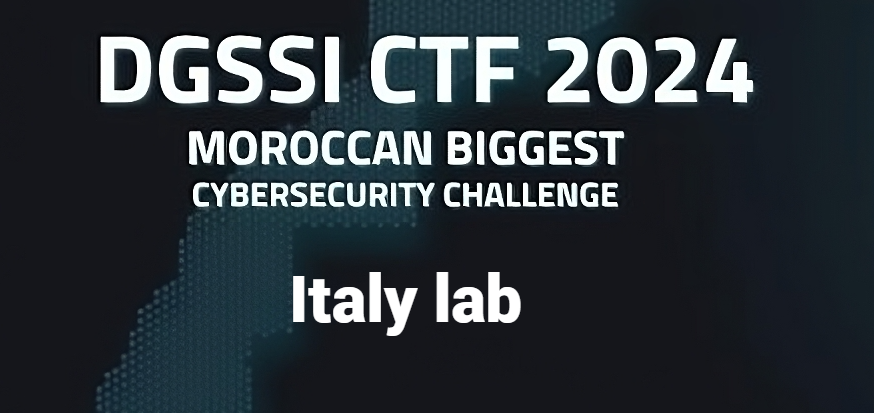 DGSSI CTF 2024
MOROCCAN BIGGEST
CYBERSECURITY CHALLENGE
Italy lab